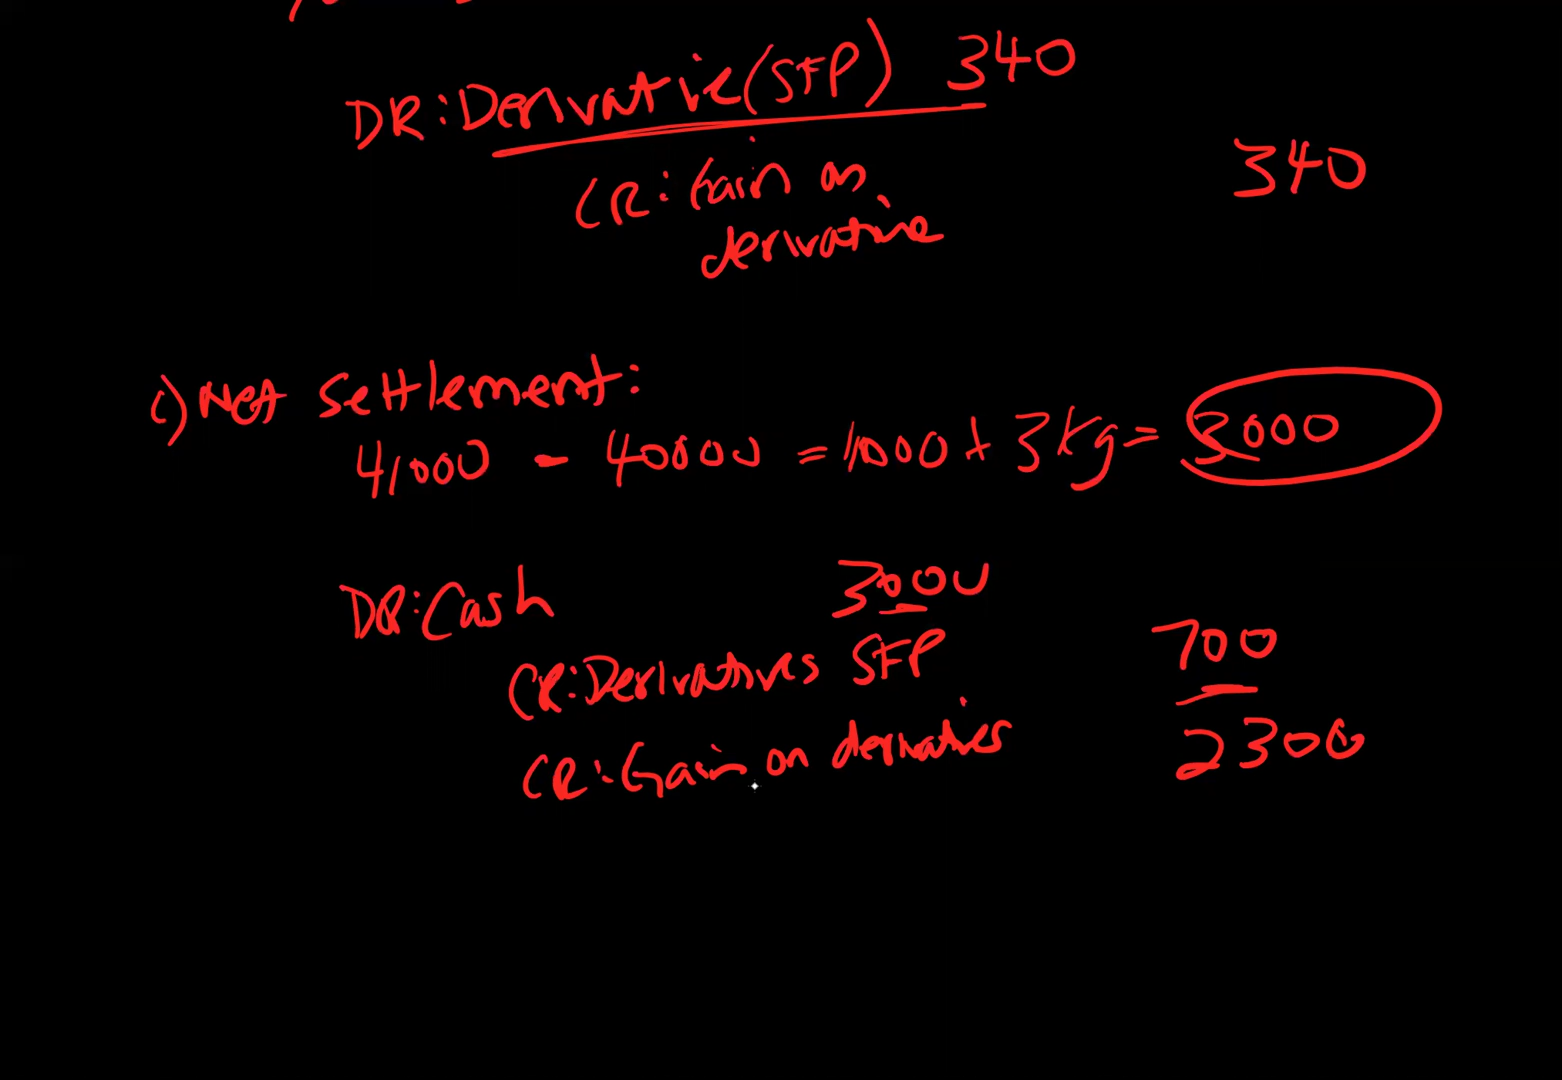 DR:Derivatie(SFP) 340
CR: Gain on 340
derivative
c) Net Settlement:
41000 - 40000 = 1000 x 3Kg = 3000
DR:Cash 3000
CR:Derivatives SFP 700
CR:Gain on derivatives 2300